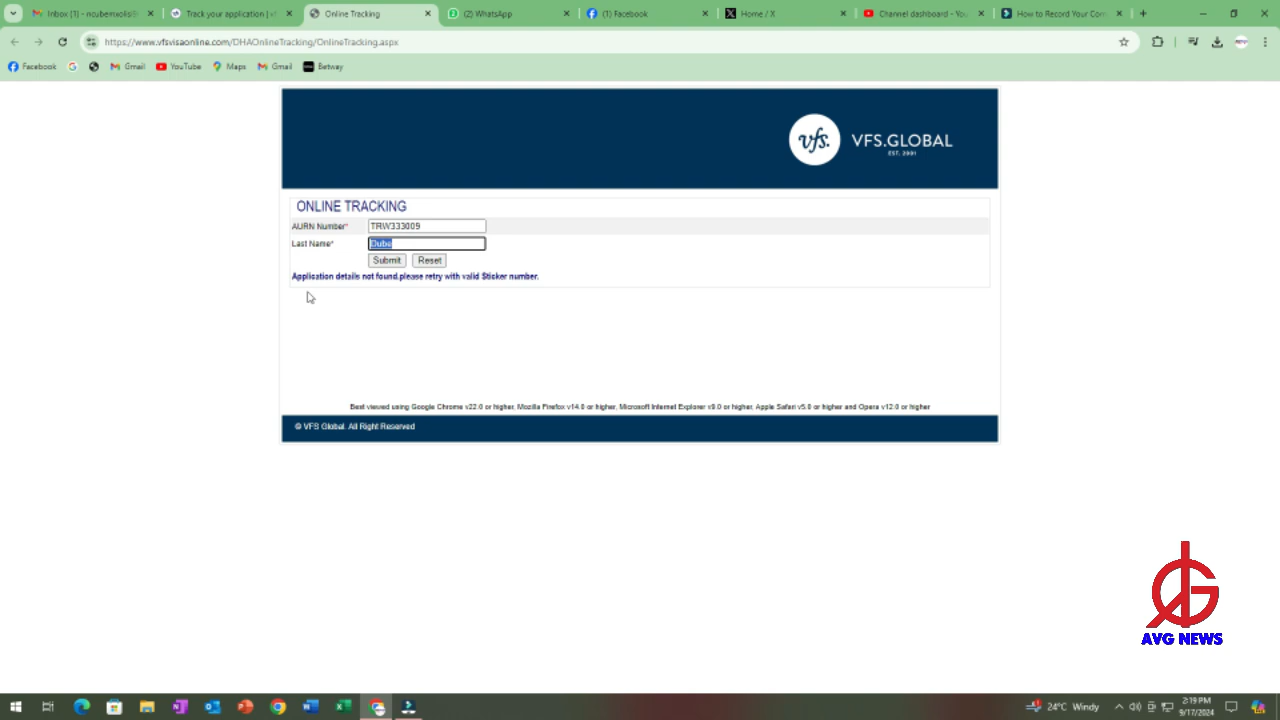 Inbox (1) - ncubemxolisi@
Track your application | vf
Online Tracking
(2) WhatsApp
(1) Facebook
Home / X
Channel dashboard - You
How to Record Your Com
https://www.vfsvisaonline.com/DHAOnlineTracking/OnlineTracking.aspx
Facebook
Gmail
YouTube
Maps
Gmail
Betway
vfs.
VFS.GLOBAL
EST. 2001
ONLINE TRACKING
AURN Number*
TRW333009
Last Name*
Dube
Submit
Reset
Application details not found.please retry with valid Sticker number.
Best viewed using Google Chrome v22.0 or higher, Mozilla Firefox v14.0 or higher, Microsoft Internet Explorer v9.0 or higher, Apple Safari v5.0 or higher and Opera v12.0 or higher
© VFS Global. All Right Reserved
AVG NEWS
24°C Windy
2:19 PM
9/17/2024